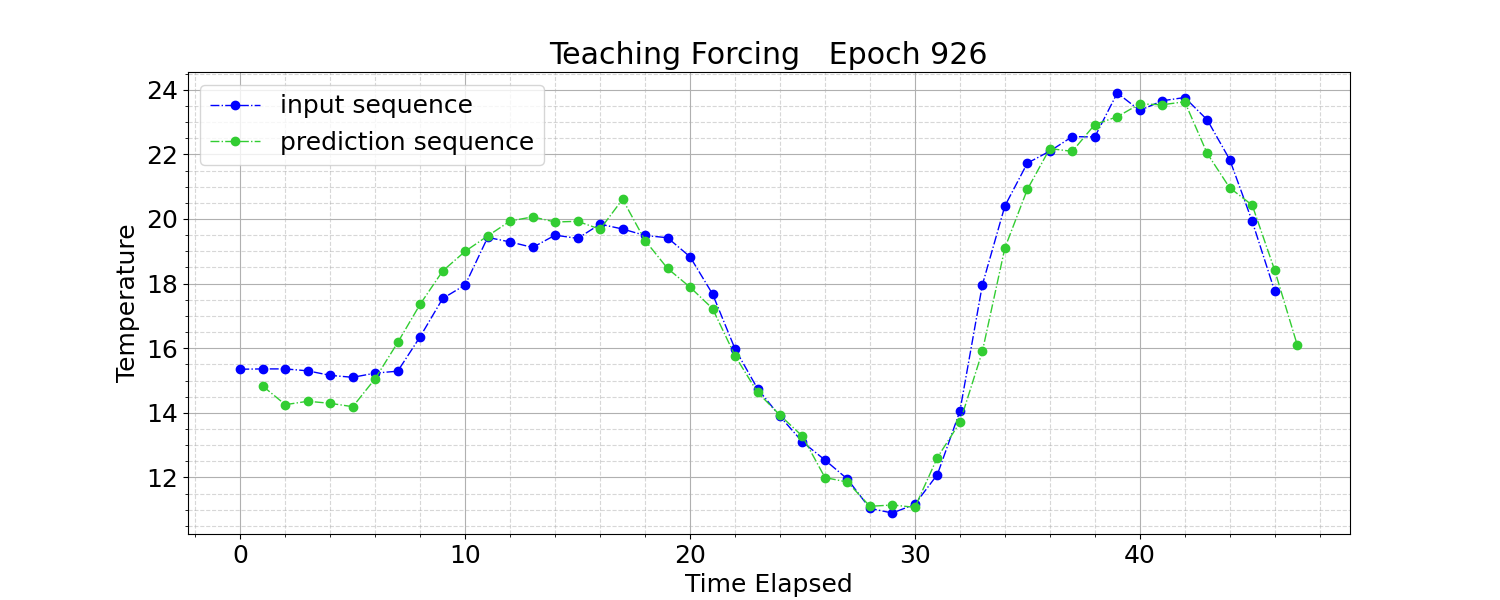 Teaching Forcing   Epoch 926
input sequence
prediction sequence
Temperature
24
22
20
18
16
14
12
0 10 20 30 40
Time Elapsed